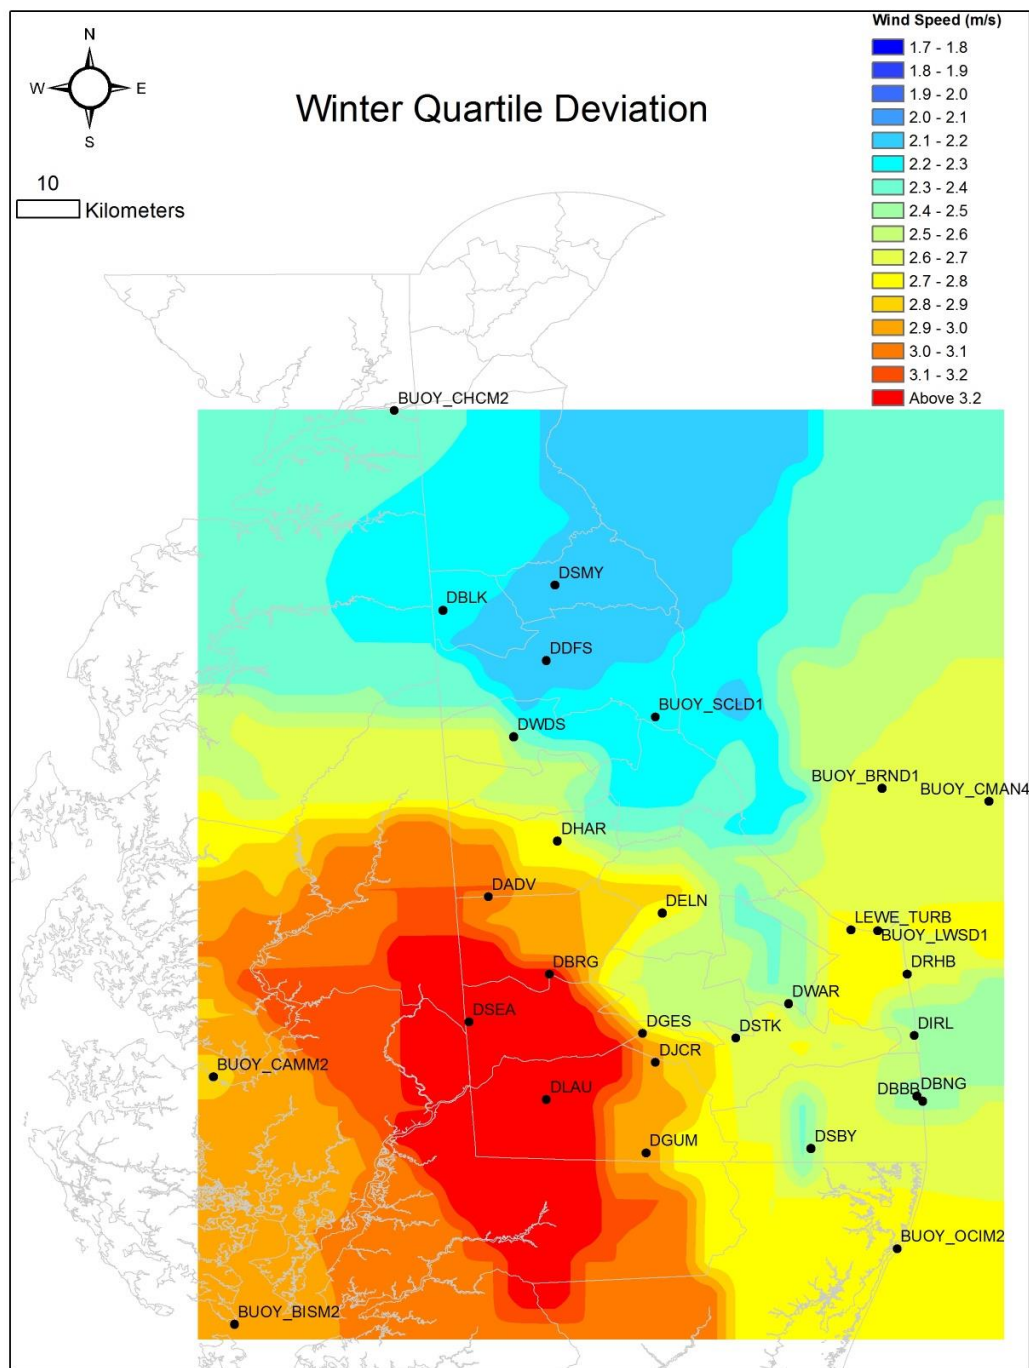 Wind Speed (m/s)
N
W E
S
Winter Quartile Deviation
10
Kilometers
1.7 - 1.8
1.8 - 1.9
1.9 - 2.0
2.0 - 2.1
2.1 - 2.2
2.2 - 2.3
2.3 - 2.4
2.4 - 2.5
2.5 - 2.6
2.6 - 2.7
2.7 - 2.8
2.8 - 2.9
2.9 - 3.0
3.0 - 3.1
3.1 - 3.2
Above 3.2
BUOY_CHCM2
DSMY
DBLK
DDFS
BUOY_SCLD1
DWDS
BUOY_BRND1
BUOY_CMAN4
DHAR
DADV
DELN
LEWE_TURB
BUOY_LWSD1
DBRG
DRHB
DWAR
DSEA
DGES
DSTK
DIRL
DJCR
BUOY_CAMM2
DLAU
DBBB
DBNG
DGUM
DSBY
BUOY_OCIM2
BUOY_BISM2